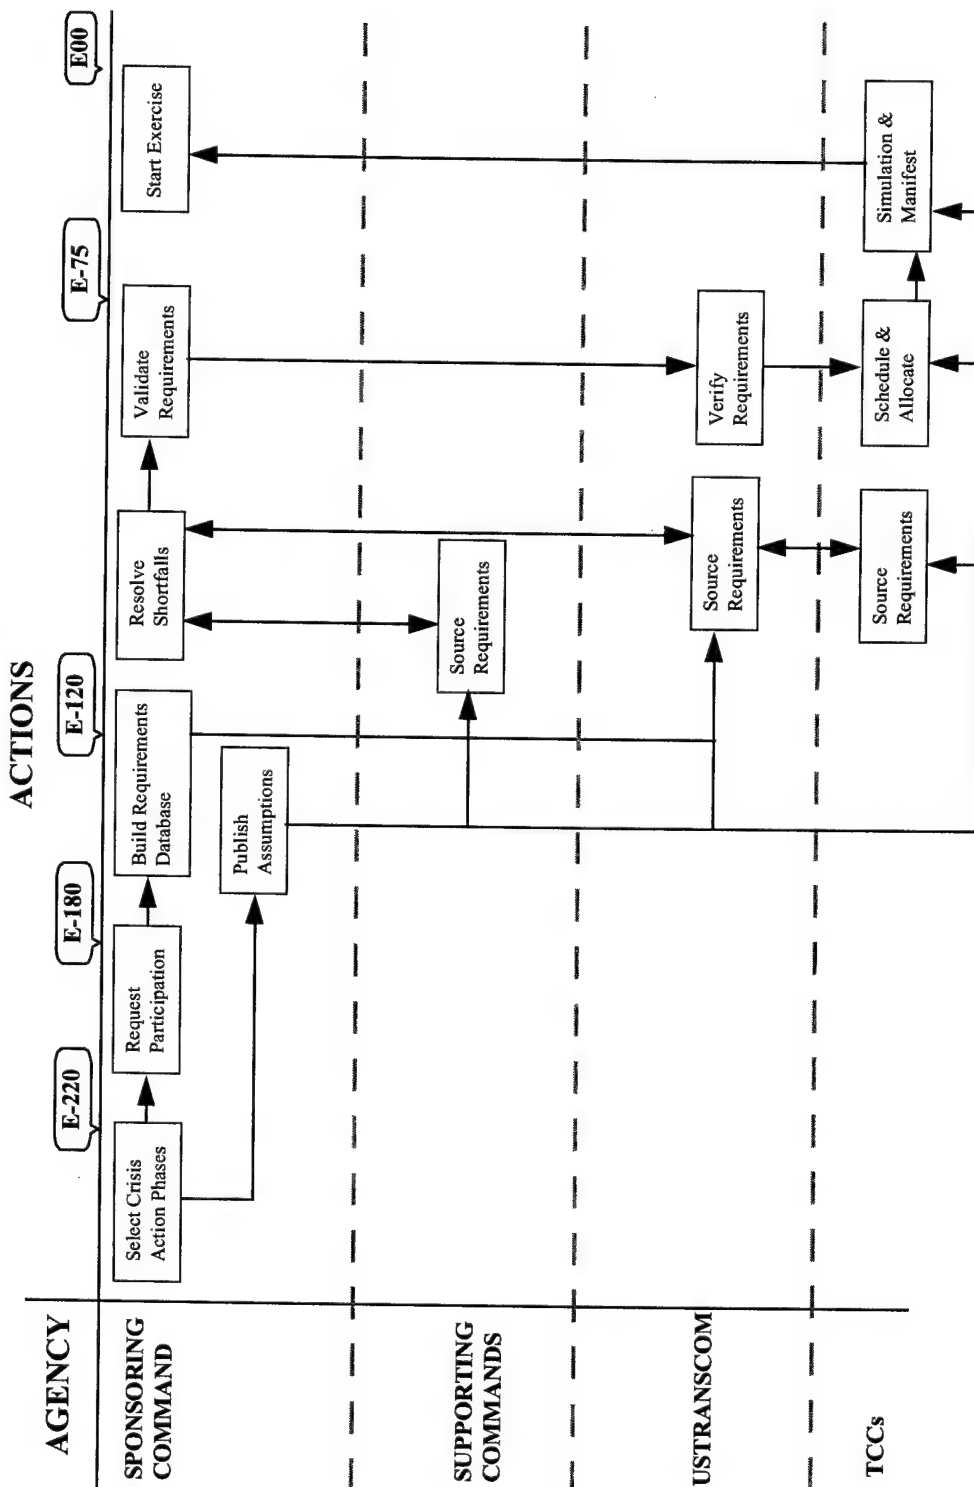 ACTIONS
AGENCY
E-220
E-180
E-120
E-75
E00
SPONSORING
COMMAND
Select Crisis
Action Phases
Request
Participation
Build Requirements
Database
Publish
Assumptions
Resolve
Shortfalls
Validate
Requirements
Start Exercise
SUPPORTING
COMMANDS
Source
Requirements
USTRANSCOM
Source
Requirements
Verify
Requirements
TCCs
Source
Requirements
Schedule &
Allocate
Simulation &
Manifest